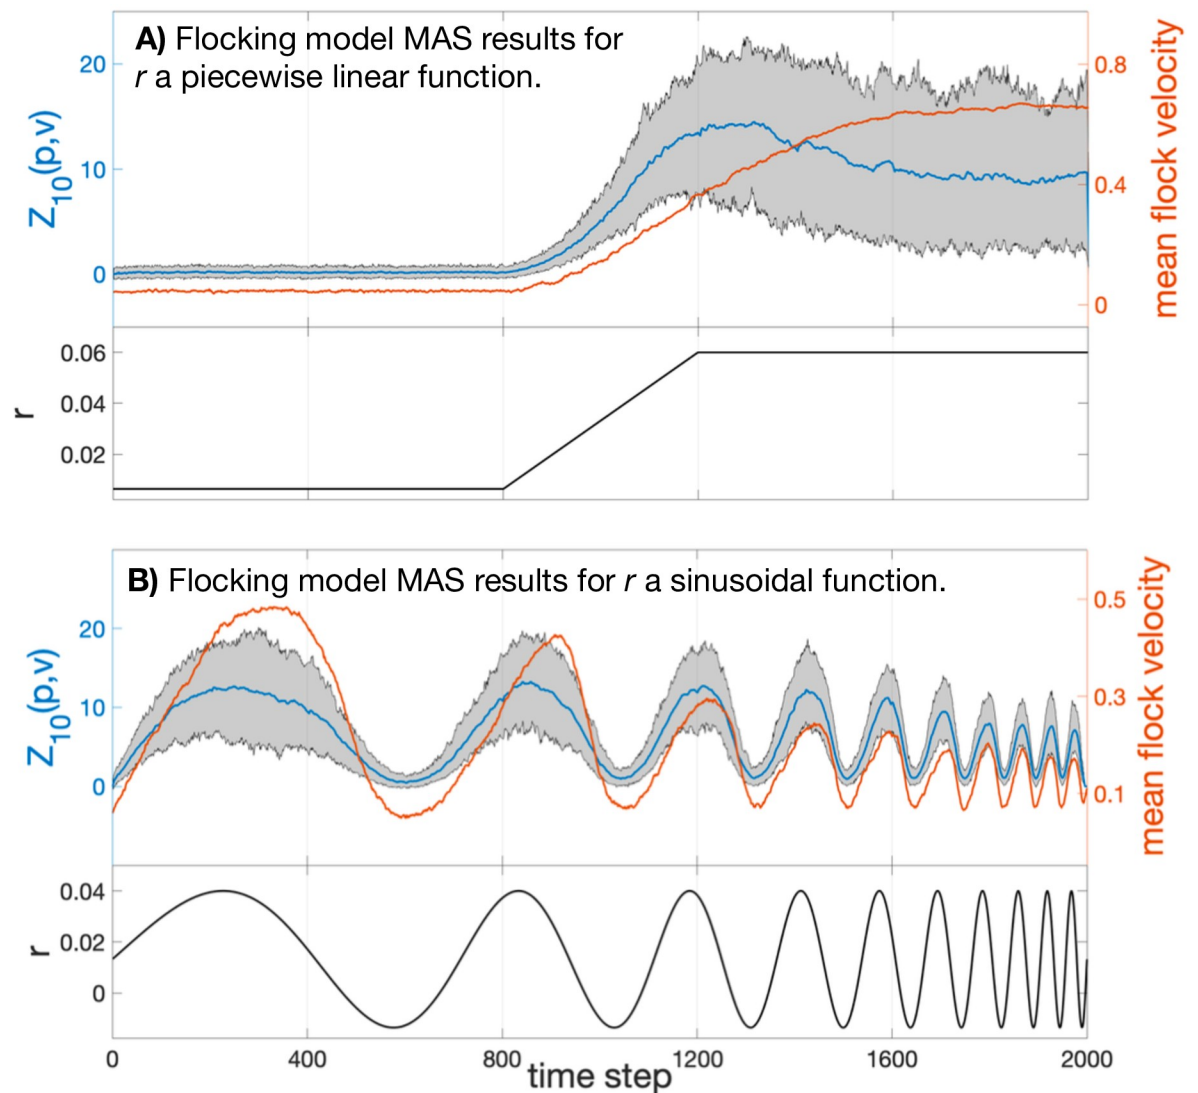 A) Flocking model MAS results for
r a piecewise linear function.
20
10
0
Z10(p,v)
0.8
0.4
0
mean flock velocity
0.06
0.04
0.02
r
B) Flocking model MAS results for r a sinusoidal function.
20
10
0
Z10(p,v)
0.5
0.3
0.1
mean flock velocity
0.04
0.02
0
r
0 400 800 1200 1600 2000
time step